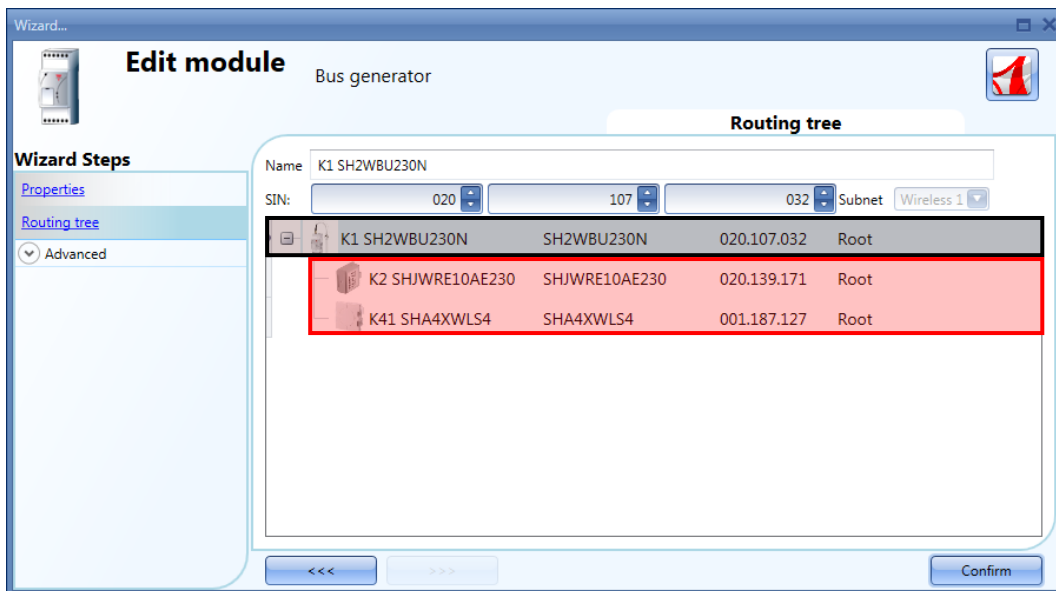 Wizard...
Edit module
Bus generator
Routing tree
Wizard Steps
Properties
Routing tree
Advanced
Name K1 SH2WBU230N
SIN: 020 107 032 Subnet Wireless 1
K1 SH2WBU230N SH2WBU230N 020.107.032 Root
K2 SHJWRE10AE230 SHJWRE10AE230 020.139.171 Root
K41 SHA4XWLS4 SHA4XWLS4 001.187.127 Root
<<< >>> Confirm